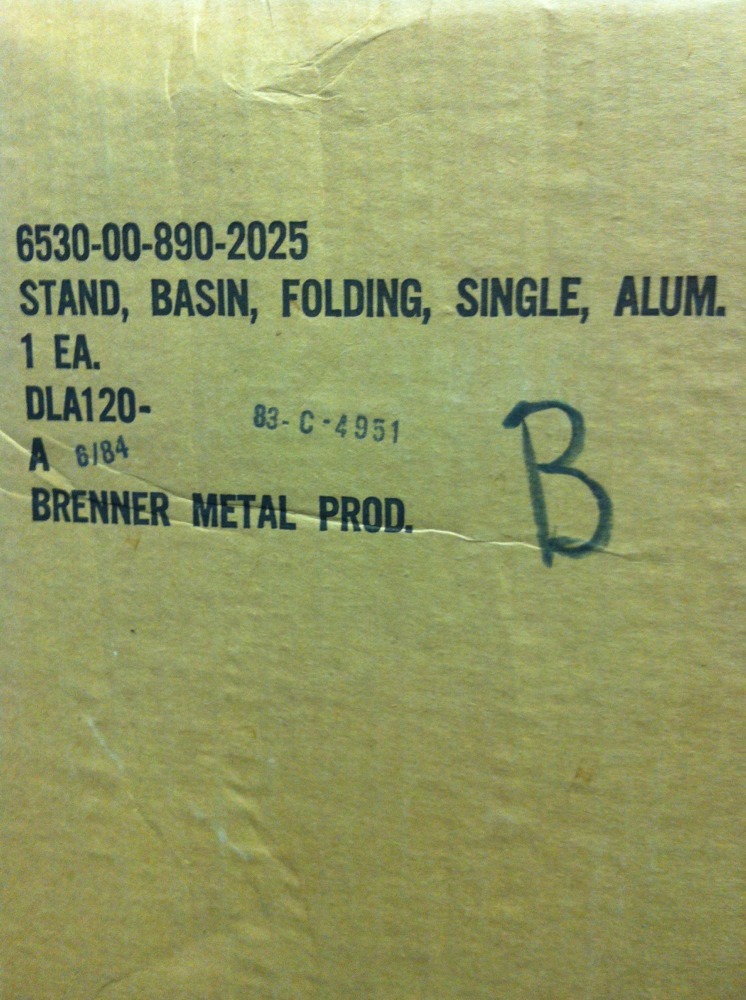 6530-00-890-2025
STAND, BASIN, FOLDING, SINGLE, ALUM.
1 EA.
DLA120- 83-C-4951
A 6/84
BRENNER METAL PROD.
B